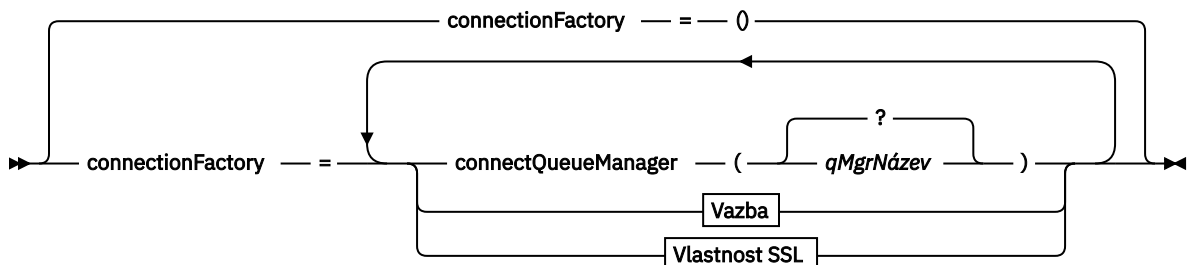 connectionFactory = ()
?
connectionFactory = connectQueueManager ( qMgrNázev )
Vazba
Vlastnost SSL